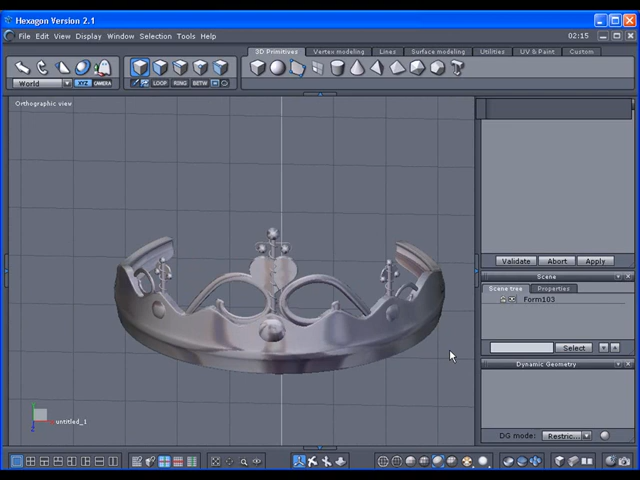 Hexagon Version 2.1
File Edit View Display Window Selection Tools Help 02:15
3D Primitives Vertex modeling Lines Surface modeling Utilities UV & Paint Custom
World XYZ CAMERA LOOP RING BETW
Orthographic view
Validate Abort Apply
Scene
Scene tree Properties
Form103
Select
Dynamic Geometry
untitled_1
DG mode: Restric...